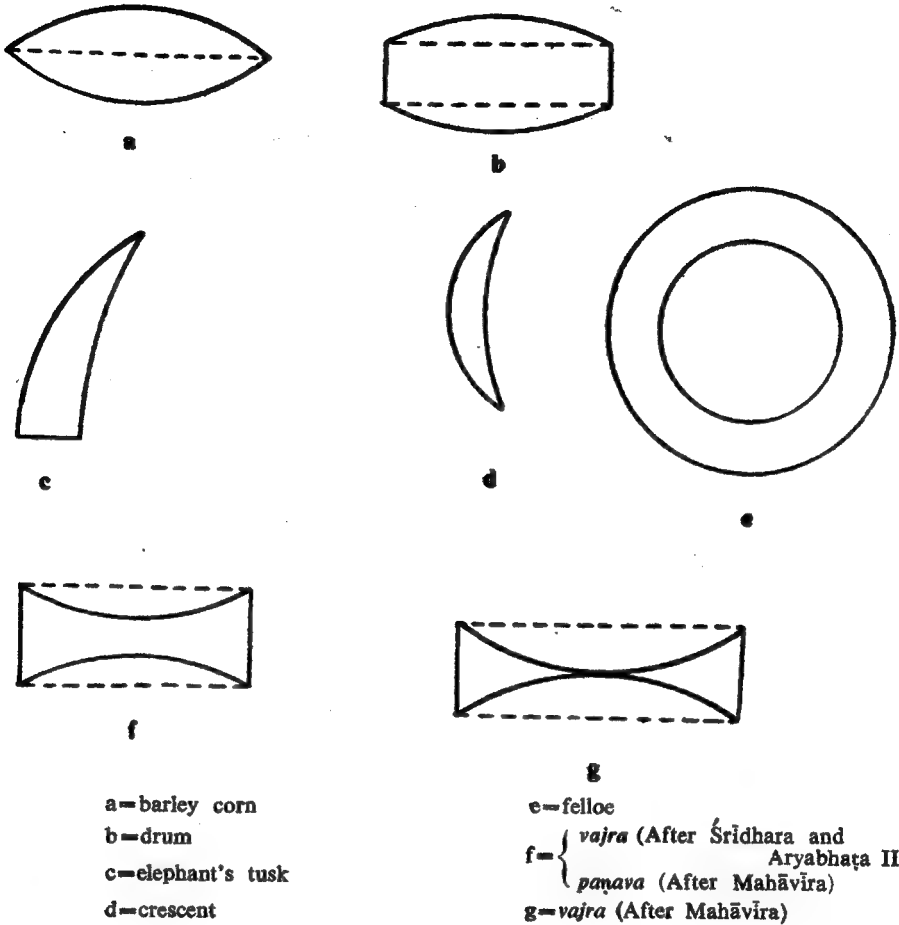 a
b
c
d
e
f
g
a=barley corn
b=drum
c=elephant's tusk
d=crescent
e=felloe
f={ vajra (After Śrīdhara and
Aryabhaṭa II
paṇava (After Mahāvīra)
g=vajra (After Mahāvīra)